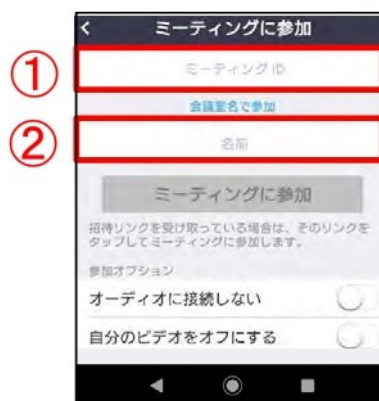 ミーティングに参加
①
ミーティング ID
会議室名で参加
②
名前
ミーティングに参加
招待リンクを受け取っている場合は、そのリンクを
タップしてミーティングに参加します。
参加オプション
オーディオに接続しない
自分のビデオをオフにする